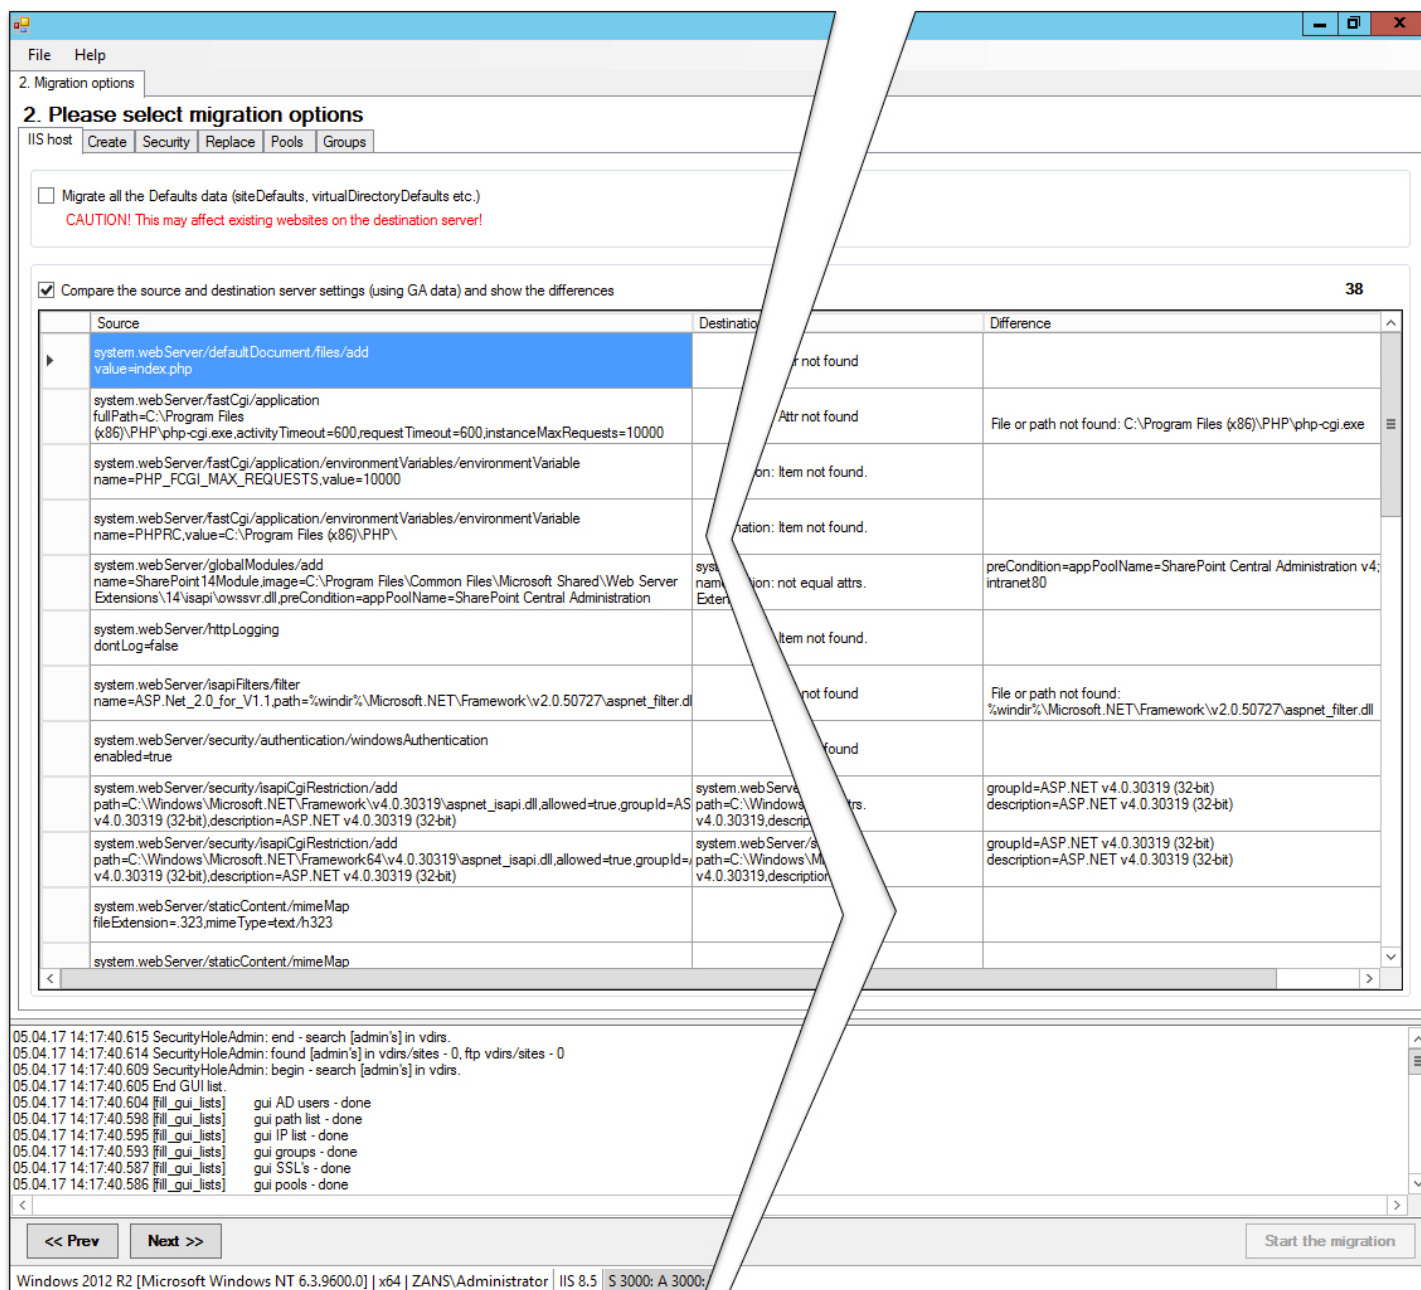 File Help
2. Migration options
2. Please select migration options
IIS host Create Security Replace Pools Groups
Migrate all the Defaults data (siteDefaults, virtualDirectoryDefaults etc.)
CAUTION! This may affect existing websites on the destination server!
Compare the source and destination server settings (using GA data) and show the differences 38
Source Destinatio Difference
system.webServer/defaultDocument/files/add
value=index.php
r not found
system.webServer/fastCgi/application
fullPath=C:\Program Files
(x86)\PHP\php-cgi.exe,activityTimeout=600,requestTimeout=600,instanceMaxRequests=10000
Attr not found
File or path not found: C:\Program Files (x86)\PHP\php-cgi.exe
system.webServer/fastCgi/application/environmentVariables/environmentVariable
name=PHP_FCGI_MAX_REQUESTS,value=10000
on: Item not found.
system.webServer/fastCgi/application/environmentVariables/environmentVariable
name=PHPRC,value=C:\Program Files (x86)\PHP\
nation: Item not found.
system.webServer/globalModules/add
name=SharePoint14Module,image=C:\Program Files\Common Files\Microsoft Shared\Web Server
Extensions\14\isapi\owssvr.dll,preCondition=appPoolName=SharePoint Central Administration
sys
nam
Exten
ion: not equal attrs.
preCondition=appPoolName=SharePoint Central Administration v4;
intranet80
system.webServer/httpLogging
dontLog=false
Item not found.
system.webServer/isapiFilters/filter
name=ASP.Net_2.0_for_V1.1,path=%windir%\Microsoft.NET\Framework\v2.0.50727\aspnet_filter.dl
not found
File or path not found:
%windir%\Microsoft.NET\Framework\v2.0.50727\aspnet_filter.dll
system.webServer/security/authentication/windowsAuthentication
enabled=true
found
system.webServer/security/isapiCgiRestriction/add
path=C:\Windows\Microsoft.NET\Framework\v4.0.30319\aspnet_isapi.dll,allowed=true,groupId=AS
v4.0.30319 (32-bit),description=ASP.NET v4.0.30319 (32-bit)
system.webServe
path=C:\Windows
v4.0.30319,descrip
trs.
groupId=ASP.NET v4.0.30319 (32-bit)
description=ASP.NET v4.0.30319 (32-bit)
system.webServer/security/isapiCgiRestriction/add
path=C:\Windows\Microsoft.NET\Framework64\v4.0.30319\aspnet_isapi.dll,allowed=true,groupId=
v4.0.30319 (32-bit),description=ASP.NET v4.0.30319 (32-bit)
system.webServer/s
path=C:\Windows\M
v4.0.30319,description
groupId=ASP.NET v4.0.30319 (32-bit)
description=ASP.NET v4.0.30319 (32-bit)
system.webServer/staticContent/mimeMap
fileExtension=.323,mimeType=text/h323
system.webServer/staticContent/mimeMap
05.04.17 14:17:40.615 SecurityHoleAdmin: end - search [admin's] in vdirs.
05.04.17 14:17:40.614 SecurityHoleAdmin: found [admin's] in vdirs/sites - 0, ftp vdirs/sites - 0
05.04.17 14:17:40.609 SecurityHoleAdmin: begin - search [admin's] in vdirs.
05.04.17 14:17:40.605 End GUI list.
05.04.17 14:17:40.604 [fill_gui_lists] gui AD users - done
05.04.17 14:17:40.598 [fill_gui_lists] gui path list - done
05.04.17 14:17:40.595 [fill_gui_lists] gui IP list - done
05.04.17 14:17:40.593 [fill_gui_lists] gui groups - done
05.04.17 14:17:40.587 [fill_gui_lists] gui SSL's - done
05.04.17 14:17:40.586 [fill_gui_lists] gui pools - done
<< Prev Next >> Start the migration
Windows 2012 R2 [Microsoft Windows NT 6.3.9600.0] | x64 | ZANS\Administrator IIS 8.5 S 3000: A 3000: